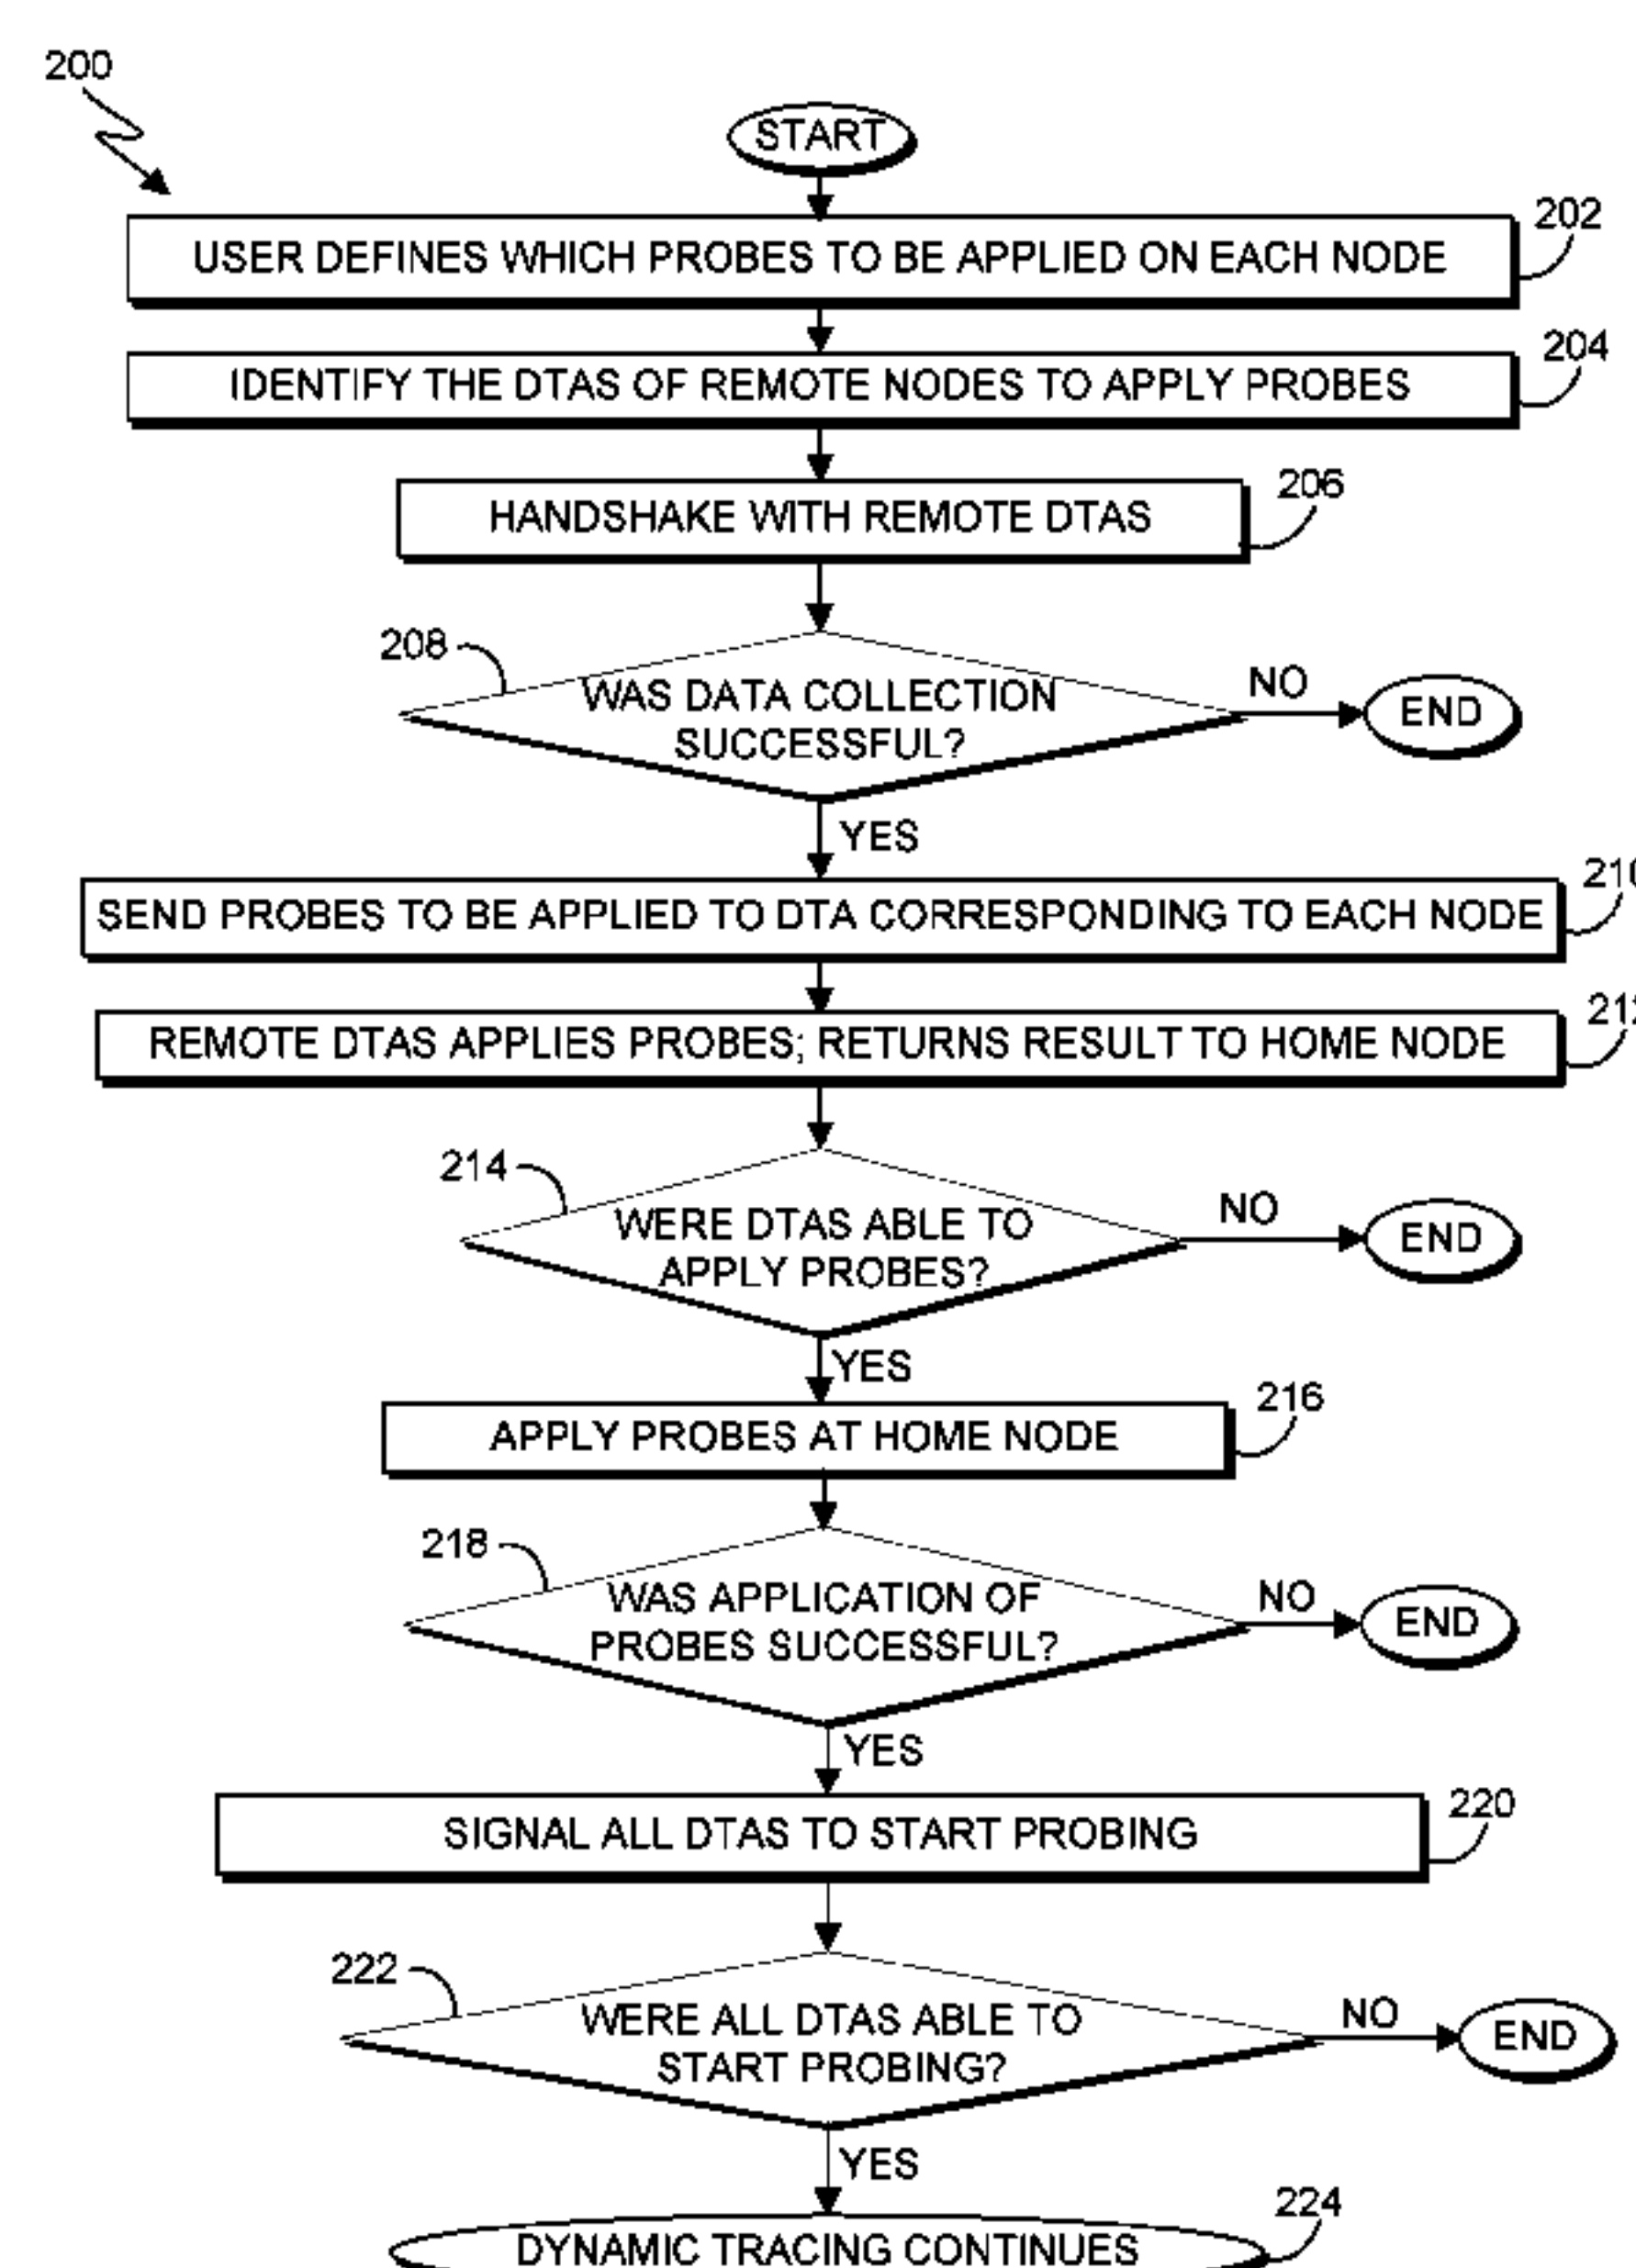 200
START
202
USER DEFINES WHICH PROBES TO BE APPLIED ON EACH NODE
204
IDENTIFY THE DTAS OF REMOTE NODES TO APPLY PROBES
206
HANDSHAKE WITH REMOTE DTAS
208
WAS DATA COLLECTION
SUCCESSFUL?
NO
END
YES
210
SEND PROBES TO BE APPLIED TO DTA CORRESPONDING TO EACH NODE
212
REMOTE DTAS APPLIES PROBES; RETURNS RESULT TO HOME NODE
214
WERE DTAS ABLE TO
APPLY PROBES?
NO
END
YES
216
APPLY PROBES AT HOME NODE
218
WAS APPLICATION OF
PROBES SUCCESSFUL?
NO
END
YES
220
SIGNAL ALL DTAS TO START PROBING
222
WERE ALL DTAS ABLE TO
START PROBING?
NO
END
YES
224
DYNAMIC TRACING CONTINUES